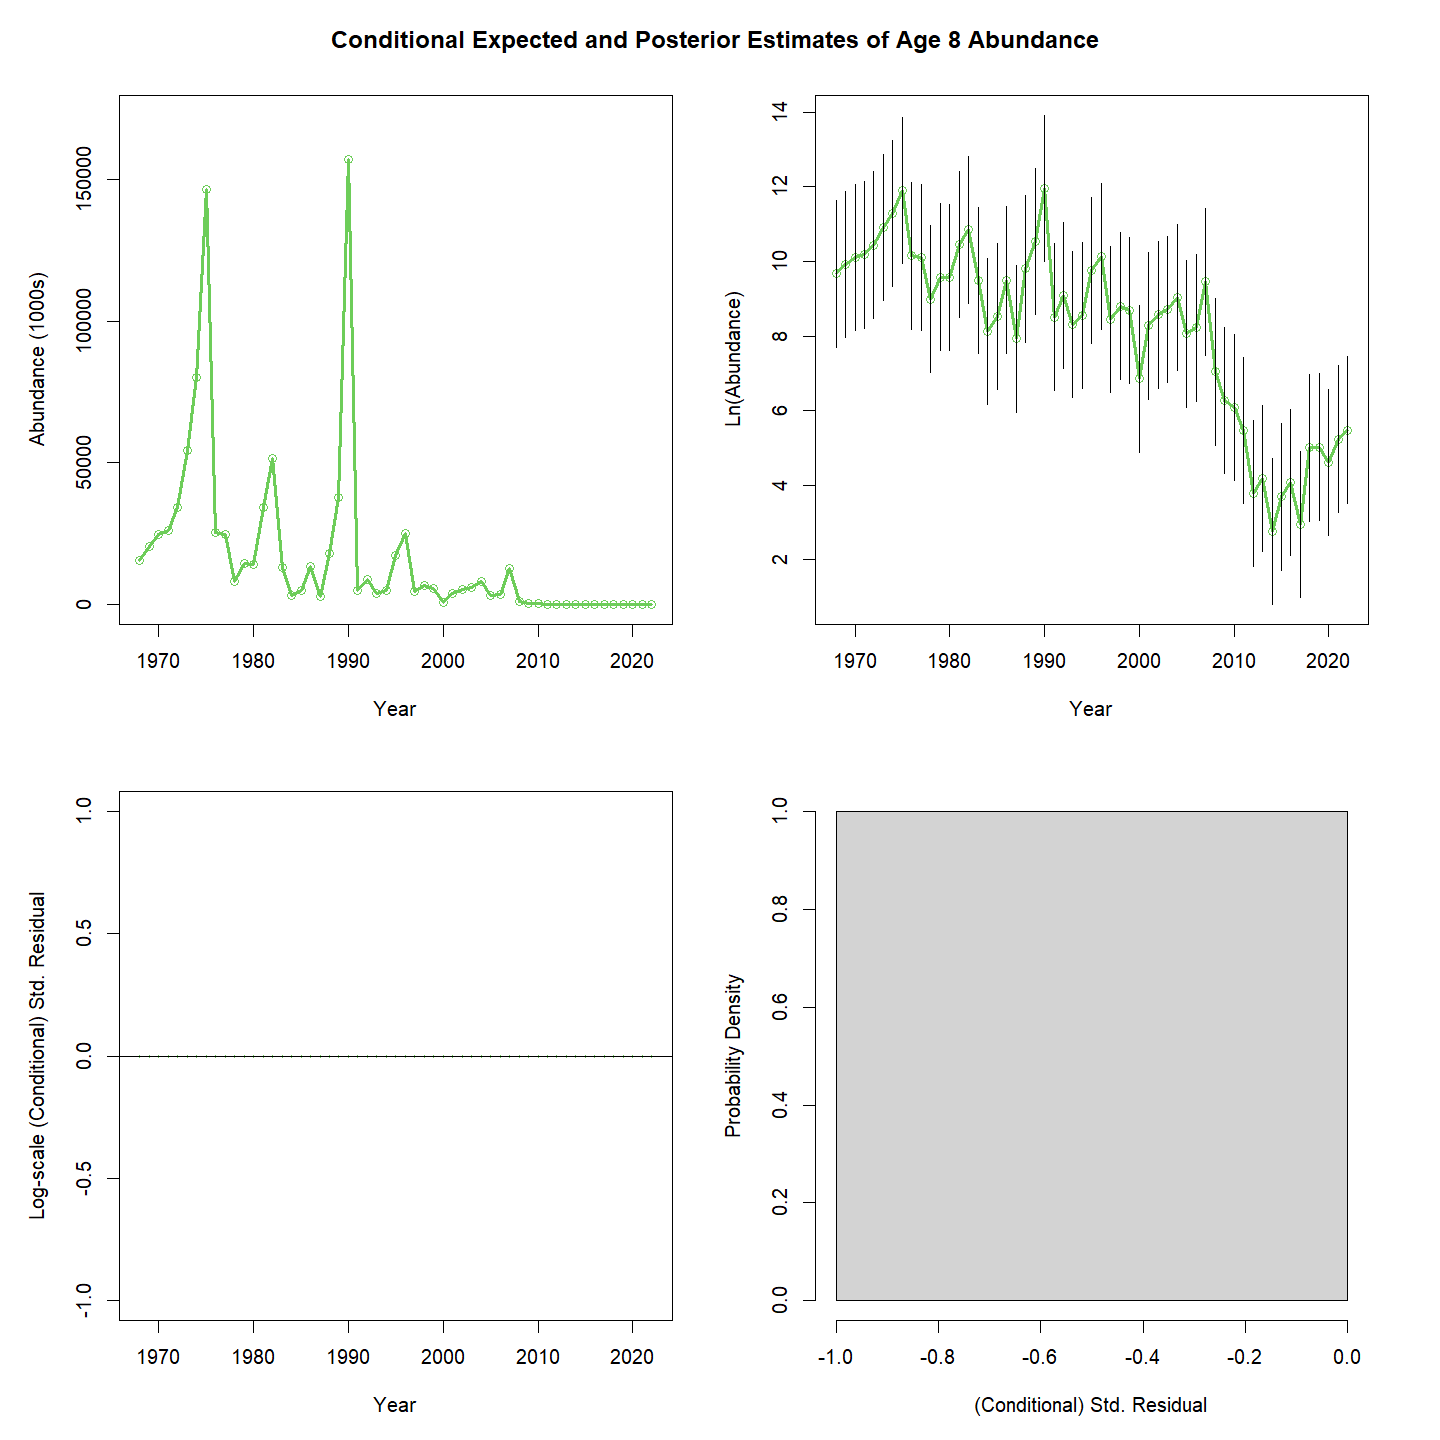 Conditional Expected and Posterior Estimates of Age 8 Abundance
Abundance (1000s)
0
50000
100000
150000
1970 1980 1990 2000 2010 2020
Year
Ln(Abundance)
2
4
6
8
10
12
14
1970 1980 1990 2000 2010 2020
Year
Log-scale (Conditional) Std. Residual
-1.0
-0.5
0.0
0.5
1.0
1970 1980 1990 2000 2010 2020
Year
Probability Density
0.0
0.2
0.4
0.6
0.8
1.0
-1.0 -0.8 -0.6 -0.4 -0.2 0.0
(Conditional) Std. Residual